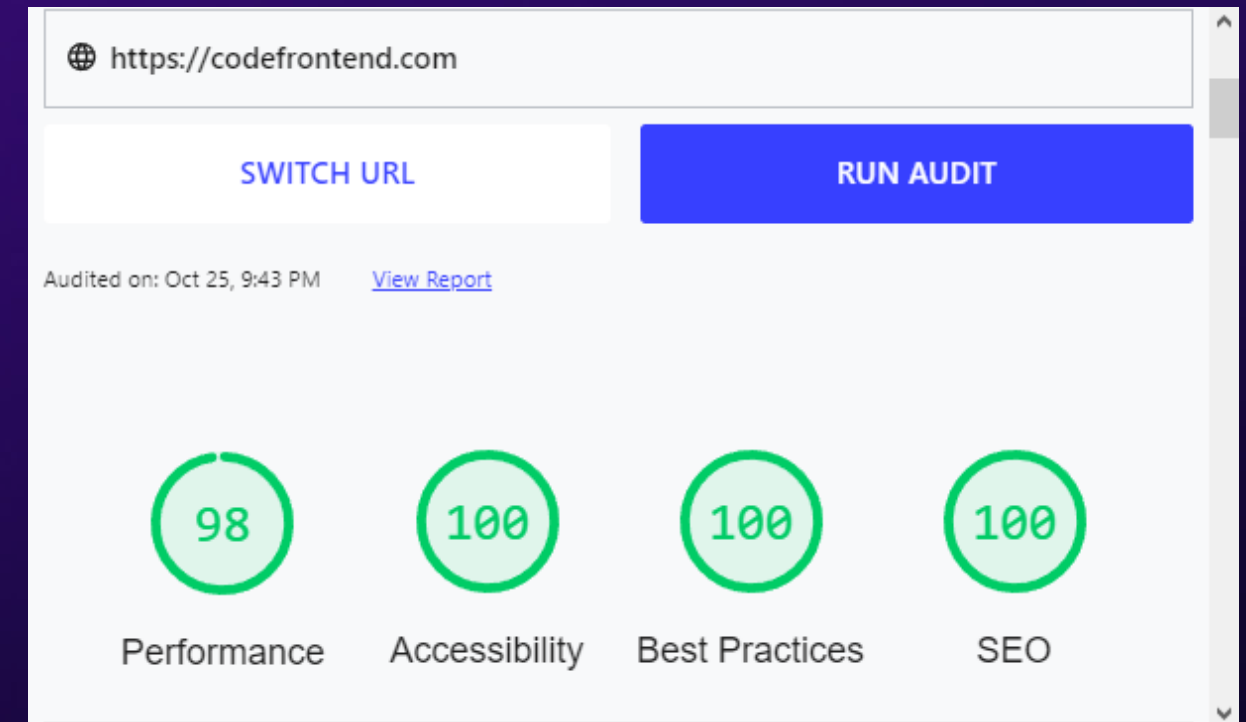 https://codefrontend.com
SWITCH URL RUN AUDIT
Audited on: Oct 25, 9:43 PM View Report
98 100 100 100
Performance Accessibility Best Practices SEO